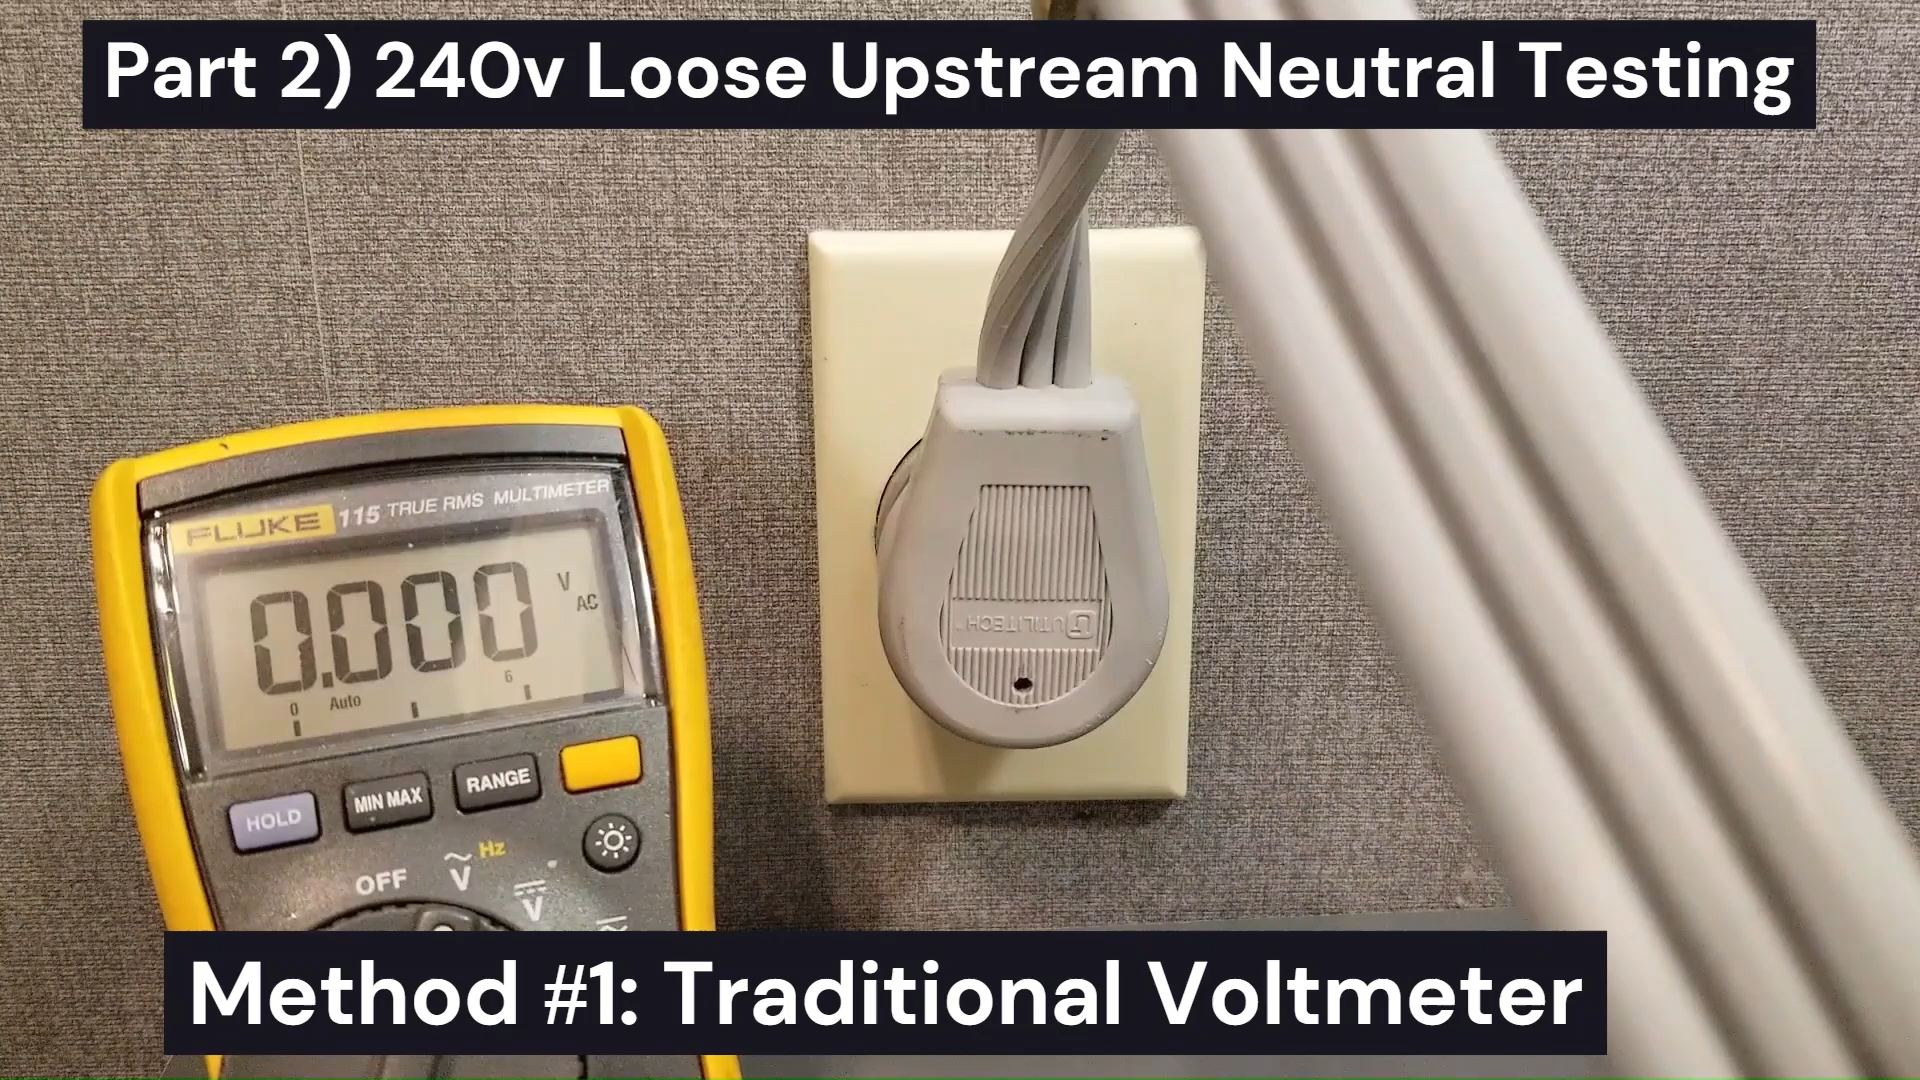 Part 2) 240v Loose Upstream Neutral Testing
FLUKE 115 TRUE RMS MULTIMETER
0.000 V AC
0 Auto 6
UTILITECH
HOLD MIN MAX RANGE
OFF V Hz V
Method #1: Traditional Voltmeter